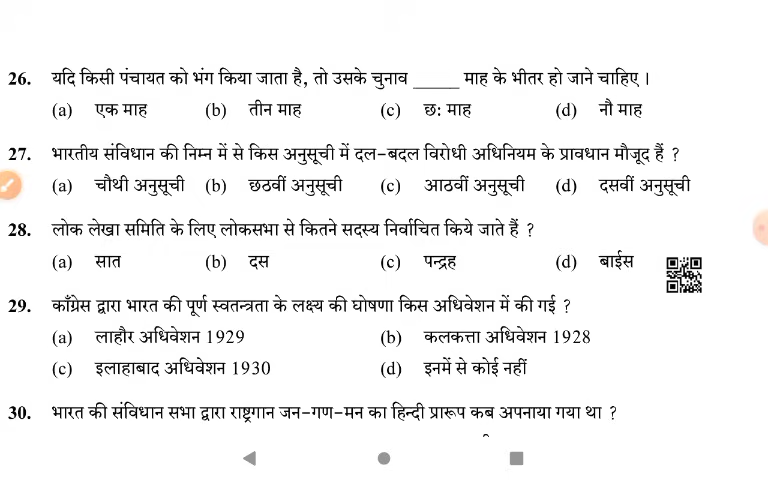 26. यदि किसी पंचायत को भंग किया जाता है, तो उसके चुनाव _____ माह के भीतर हो जाने चाहिए ।
(a) एक माह (b) तीन माह (c) छः माह (d) नौ माह
27. भारतीय संविधान की निम्न में से किस अनुसूची में दल-बदल विरोधी अधिनियम के प्रावधान मौजूद हैं ?
(a) चौथी अनुसूची (b) छठवीं अनुसूची (c) आठवीं अनुसूची (d) दसवीं अनुसूची
28. लोक लेखा समिति के लिए लोकसभा से कितने सदस्य निर्वाचित किये जाते हैं ?
(a) सात (b) दस (c) पन्द्रह (d) बाईस
29. काँग्रेस द्वारा भारत की पूर्ण स्वतन्त्रता के लक्ष्य की घोषणा किस अधिवेशन में की गई ?
(a) लाहौर अधिवेशन 1929 (b) कलकत्ता अधिवेशन 1928
(c) इलाहाबाद अधिवेशन 1930 (d) इनमें से कोई नहीं
30. भारत की संविधान सभा द्वारा राष्ट्रगान जन-गण-मन का हिन्दी प्रारूप कब अपनाया गया था ?